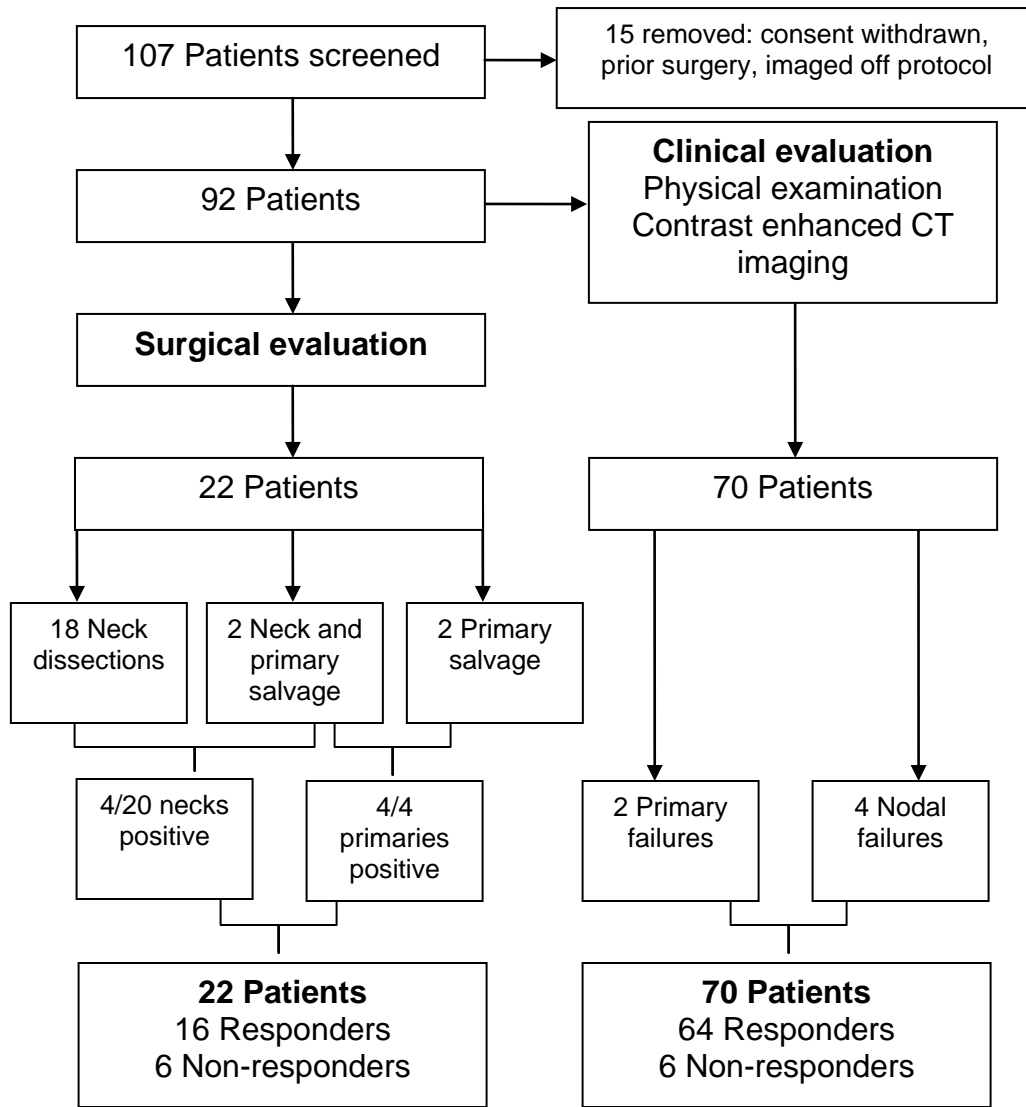 107 Patients screened
15 removed: consent withdrawn,
prior surgery, imaged off protocol
92 Patients
Clinical evaluation
Physical examination
Contrast enhanced CT
imaging
Surgical evaluation
22 Patients
70 Patients
18 Neck
dissections
2 Neck and
primary
salvage
2 Primary
salvage
4/20 necks
positive
4/4
primaries
positive
2 Primary
failures
4 Nodal
failures
22 Patients
16 Responders
6 Non-responders
70 Patients
64 Responders
6 Non-responders